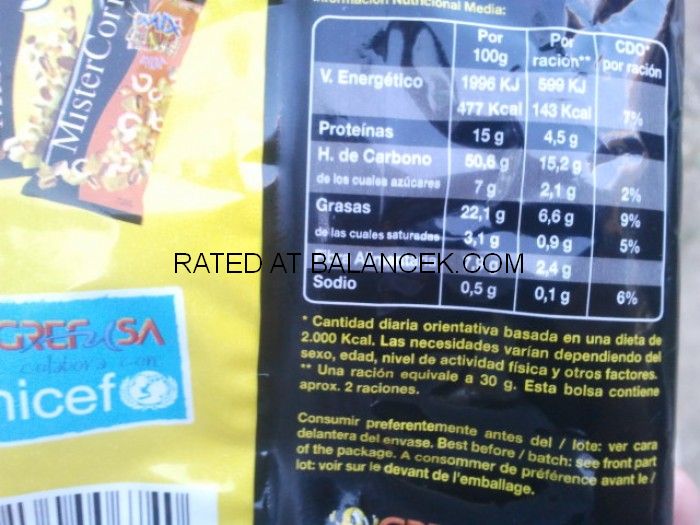 Información Nutricional Media:
Por 100g
Por ración**
CDO* por ración
V. Energético 1996 KJ 599 KJ
477 Kcal 143 Kcal 7%
Proteínas 15 g 4,5 g
H. de Carbono 50,6 g 15,2 g
de los cuales azúcares 7 g 2,1 g 2%
Grasas 22,1 g 6,6 g 9%
de las cuales saturadas 3,1 g 0,9 g 5%
2,4 g
Sodio 0,5 g 0,1 g 6%
RATED AT BALANCEK.COM
* Cantidad diaria orientativa basada en una dieta de
2.000 Kcal. Las necesidades varían dependiendo del
sexo, edad, nivel de actividad física y otros factores.
** Una ración equivale a 30 g. Esta bolsa contiene
aprox. 2 raciones.
Consumir preferentemente antes del / lote: ver cara
delantera del envase. Best before / batch: see front part
of the package. A consommer de préférence avant le /
lot: voir sur le devant de l'emballage.
MisterCorn
MIX
GREFUSA
colabora con
unicef